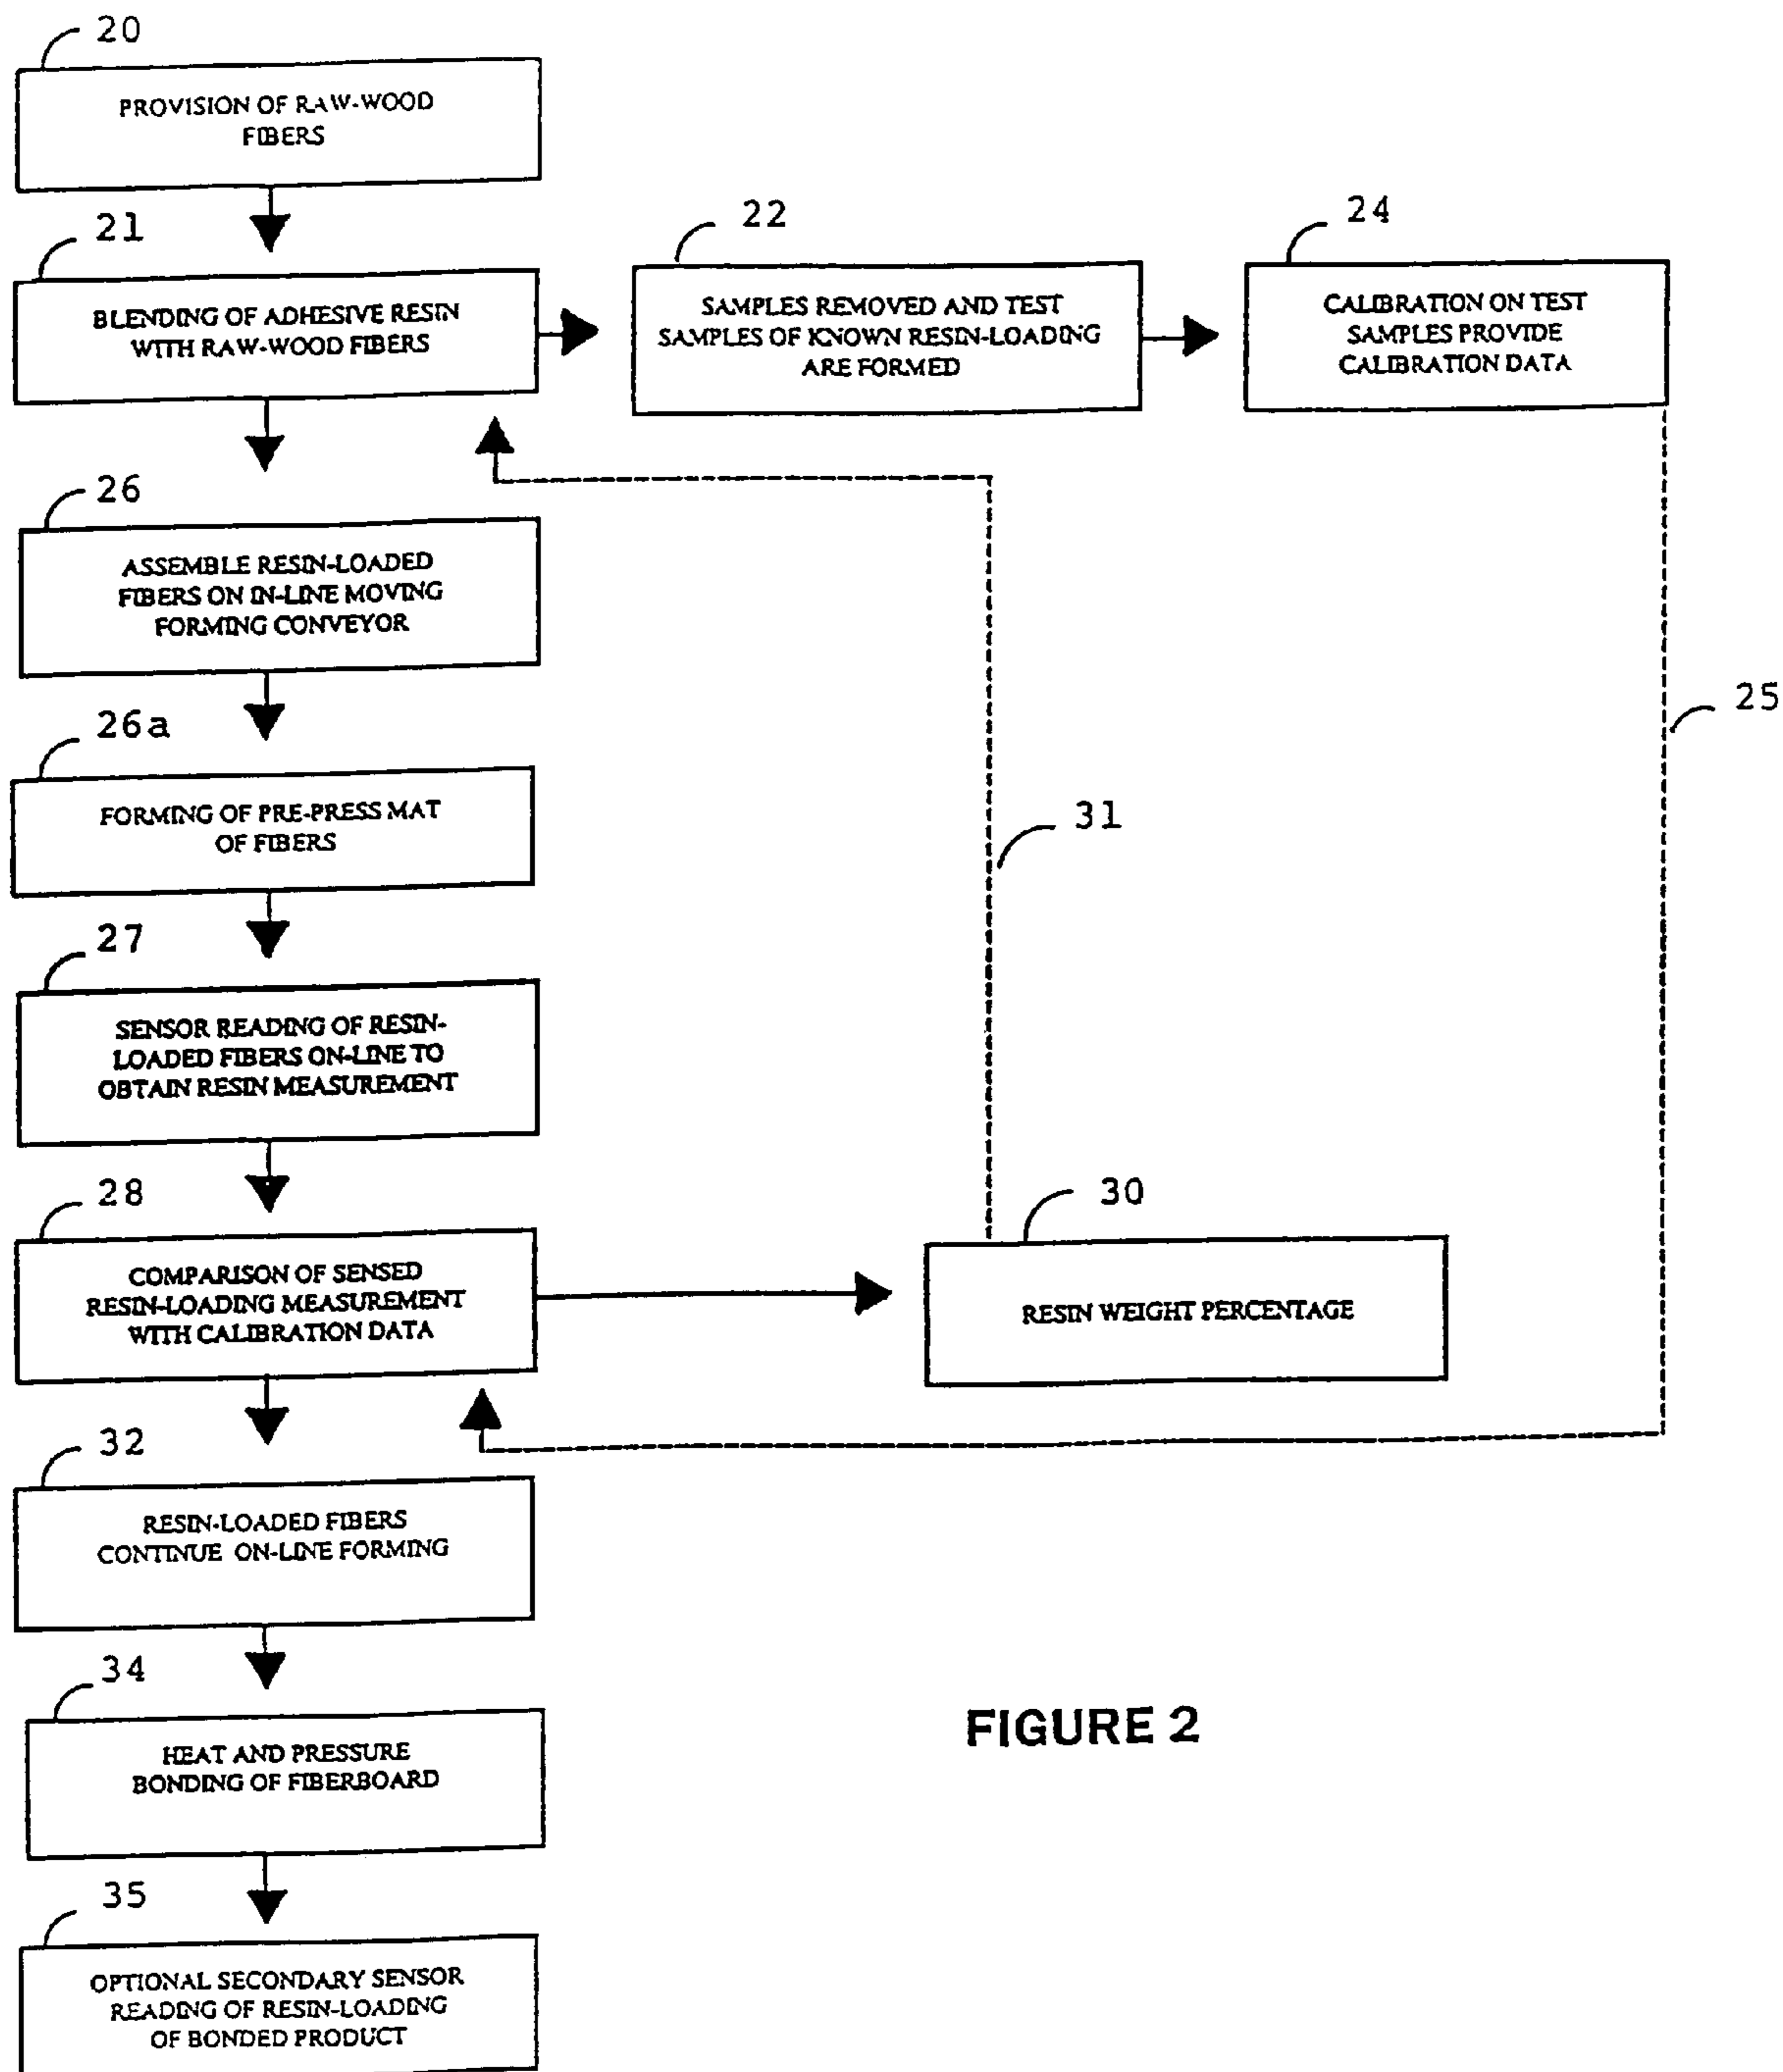 20
PROVISION OF RAW-WOOD
FIBERS
21
BLENDING OF ADHESIVE RESIN
WITH RAW-WOOD FIBERS
22
SAMPLES REMOVED AND TEST
SAMPLES OF KNOWN RESIN-LOADING
ARE FORMED
24
CALIBRATION ON TEST
SAMPLES PROVIDE
CALIBRATION DATA
25
26
ASSEMBLE RESIN-LOADED
FIBERS ON IN-LINE MOVING
FORMING CONVEYOR
26a
FORMING OF PRE-PRESS MAT
OF FIBERS
31
27
SENSOR READING OF RESIN-
LOADED FIBERS ON-LINE TO
OBTAIN RESIN MEASUREMENT
28
COMPARISON OF SENSED
RESIN-LOADING MEASUREMENT
WITH CALIBRATION DATA
30
RESIN WEIGHT PERCENTAGE
32
RESIN-LOADED FIBERS
CONTINUE ON-LINE FORMING
34
HEAT AND PRESSURE
BONDING OF FIBERBOARD
35
OPTIONAL SECONDARY SENSOR
READING OF RESIN-LOADING
OF BONDED PRODUCT
FIGURE 2